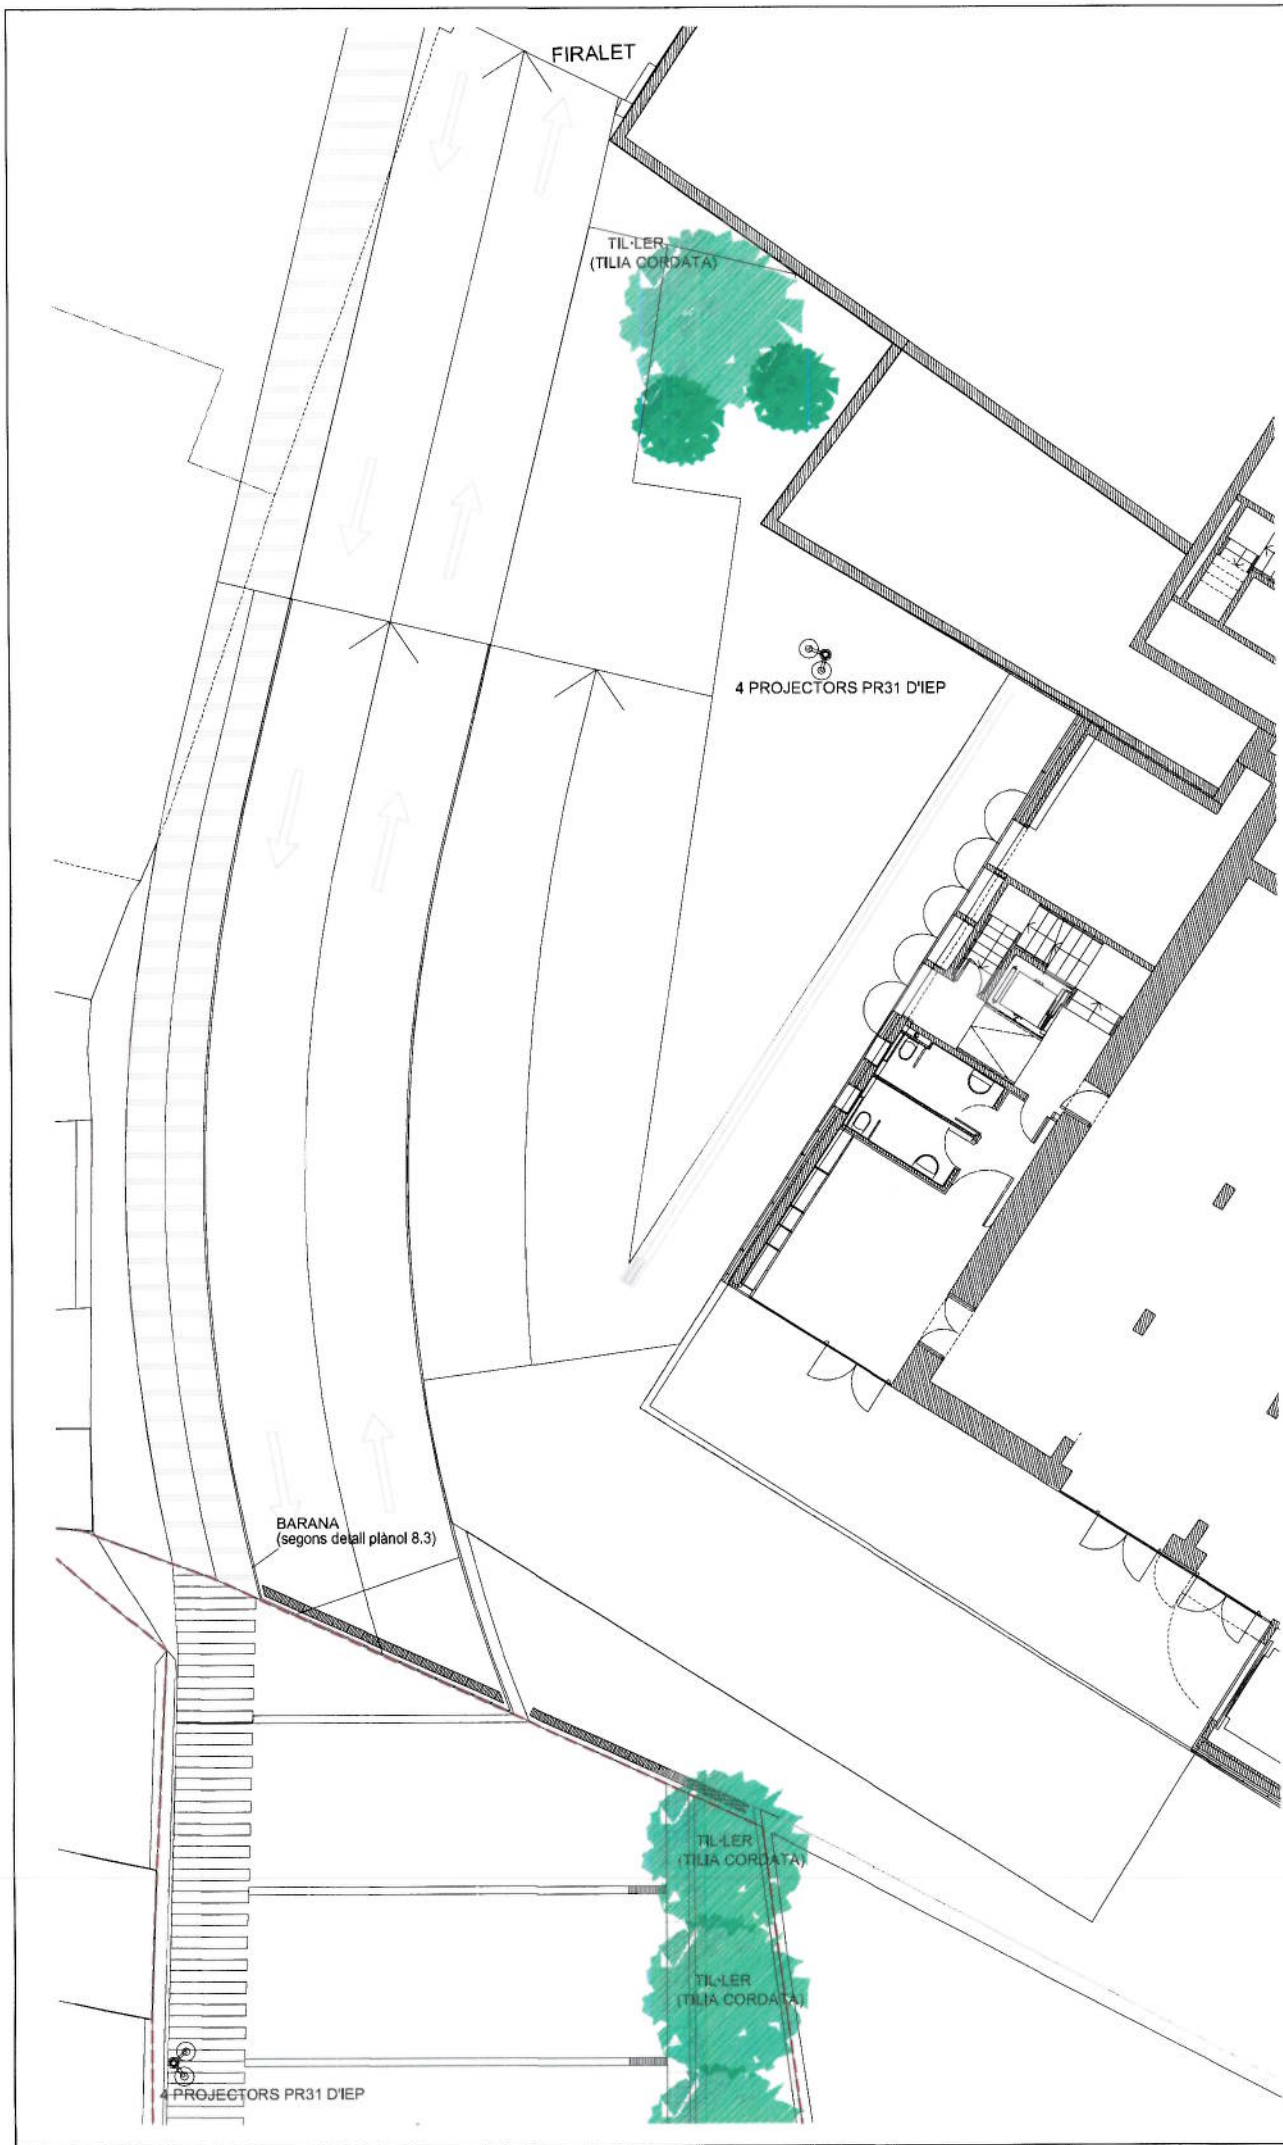 FIRALET
TIL·LER
(TILIA CORDATA)
4 PROJECTORS PR31 D'IEP
BARANA
(segons detall plànol 8.3)
TIL·LER
(TILIA CORDATA)
TIL·LER
(TILIA CORDATA)
4 PROJECTORS PR31 D'IEP